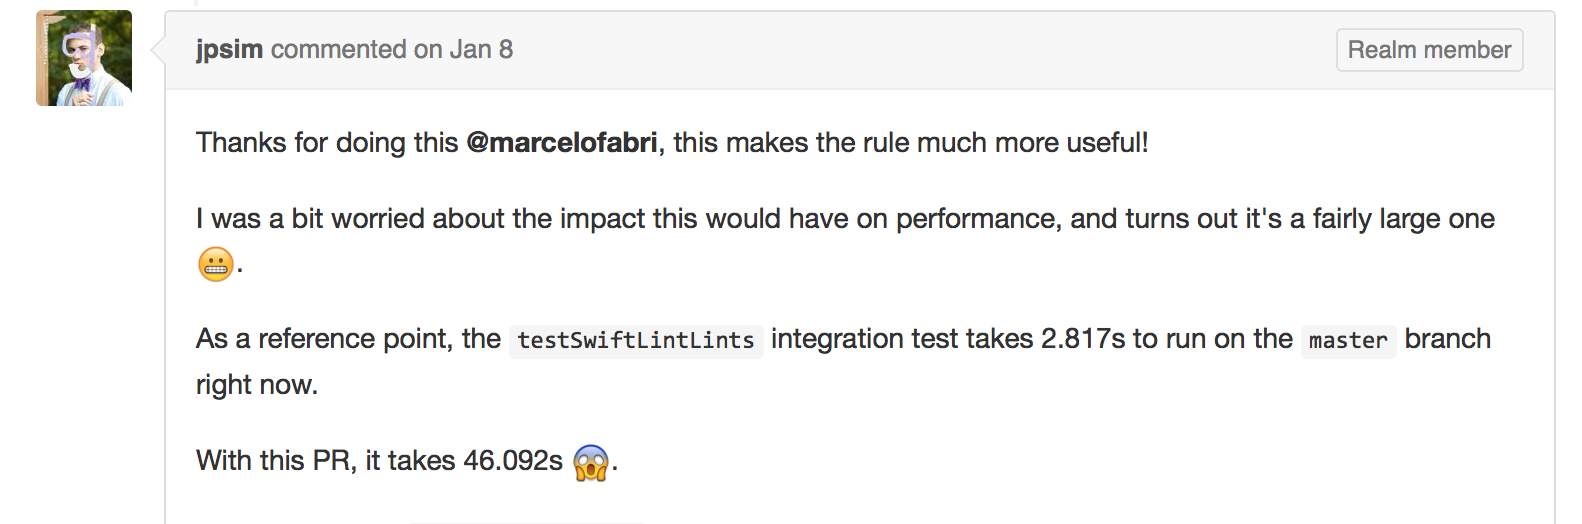 jpsim commented on Jan 8
Realm member
Thanks for doing this @marcelofabri, this makes the rule much more useful!
I was a bit worried about the impact this would have on performance, and turns out it's a fairly large one
😬.
As a reference point, the testSwiftLintLints integration test takes 2.817s to run on the master branch
right now.
With this PR, it takes 46.092s 😱.